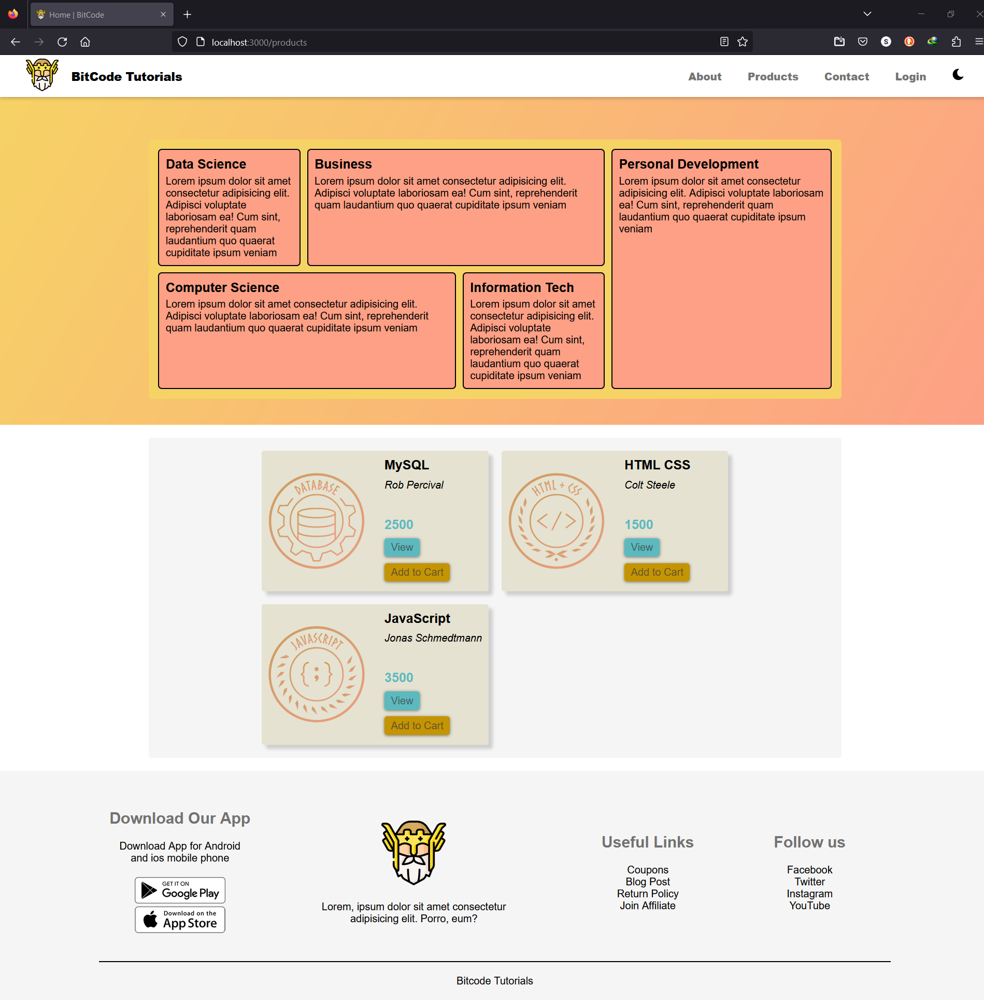 Home | BitCode
localhost:3000/products
S
BitCode Tutorials
About
Products
Contact
Login
Data Science
Lorem ipsum dolor sit amet
consectetur adipisicing elit.
Adipisci voluptate
laboriosam ea! Cum sint,
reprehenderit quam
laudantium quo quaerat
cupiditate ipsum veniam
Business
Lorem ipsum dolor sit amet consectetur adipisicing elit.
Adipisci voluptate laboriosam ea! Cum sint, reprehenderit
quam laudantium quo quaerat cupiditate ipsum veniam
Personal Development
Lorem ipsum dolor sit amet consectetur
adipisicing elit. Adipisci voluptate laboriosam
ea! Cum sint, reprehenderit quam
laudantium quo quaerat cupiditate ipsum
veniam
Computer Science
Lorem ipsum dolor sit amet consectetur adipisicing elit.
Adipisci voluptate laboriosam ea! Cum sint, reprehenderit
quam laudantium quo quaerat cupiditate ipsum veniam
Information Tech
Lorem ipsum dolor sit amet
consectetur adipisicing elit.
Adipisci voluptate
laboriosam ea! Cum sint,
reprehenderit quam
laudantium quo quaerat
cupiditate ipsum veniam
DATABASE
MySQL
Rob Percival
2500
View
Add to Cart
HTML + CSS
</>
HTML CSS
Colt Steele
1500
View
Add to Cart
JAVASCRIPT
{;}
JavaScript
Jonas Schmedtmann
3500
View
Add to Cart
Download Our App
Download App for Android
and ios mobile phone
GET IT ON
Google Play
Download on the
App Store
Lorem, ipsum dolor sit amet consectetur
adipisicing elit. Porro, eum?
Useful Links
Coupons
Blog Post
Return Policy
Join Affiliate
Follow us
Facebook
Twitter
Instagram
YouTube
Bitcode Tutorials